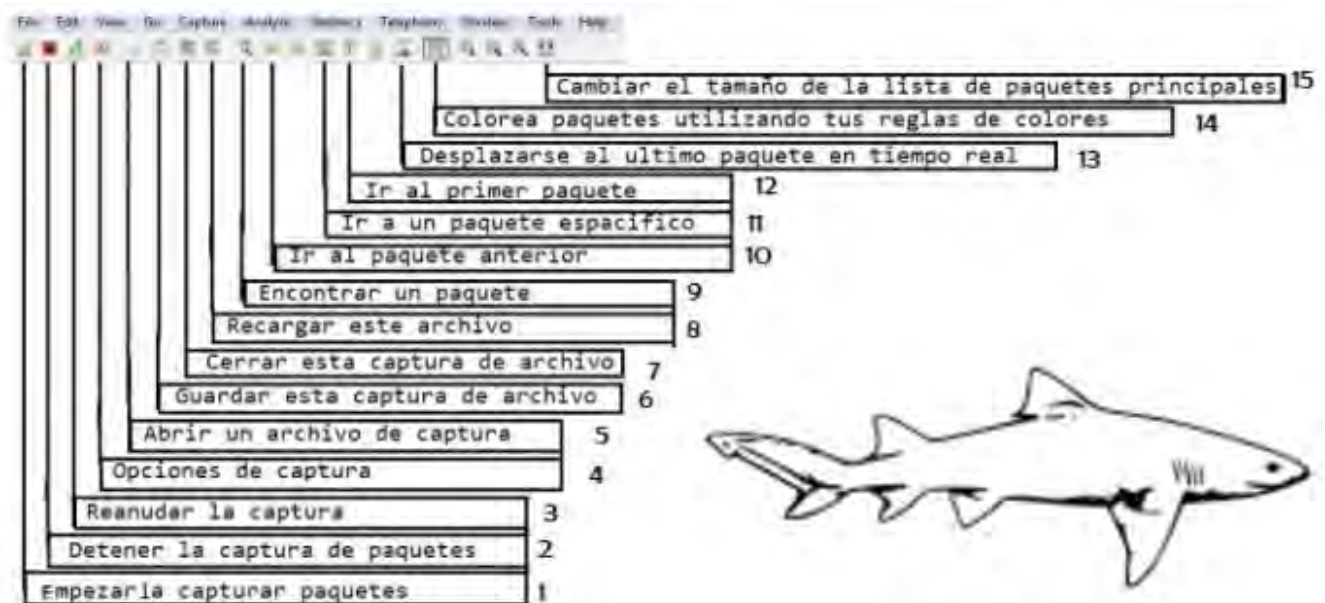 File Edit View Go Capture Analyze Statistics Telephony Wireless Tools Help
Cambiar el tamaño de la lista de paquetes principales 15
Colorea paquetes utilizando tus reglas de colores 14
Desplazarse al ultimo paquete en tiempo real 13
Ir al primer paquete 12
Ir a un paquete espacifico 11
Ir al paquete anterior 10
Encontrar un paquete 9
Recargar este archivo 8
Cerrar esta captura de archivo 7
Guardar esta captura de archivo 6
Abrir un archivo de captura 5
Opciones de captura 4
Reanudar la captura 3
Detener la captura de paquetes 2
Empezarla capturar paquetes 1